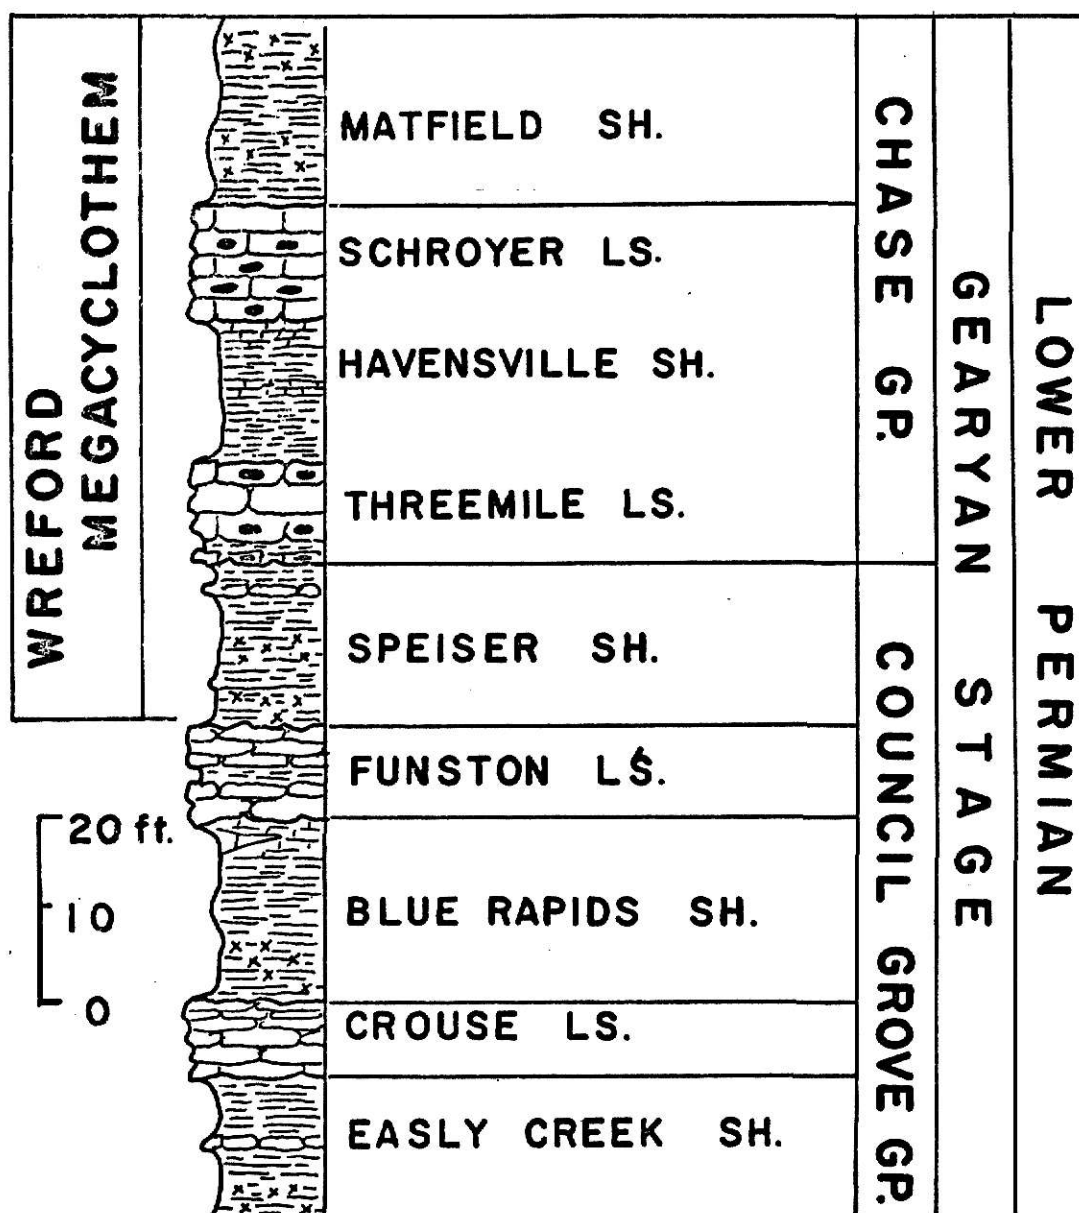 WREFORD
MEGACYCLOTHEM
MATFIELD SH.
SCHROYER LS.
HAVENSVILLE SH.
THREEMILE LS.
SPEISER SH.
FUNSTON LS.
BLUE RAPIDS SH.
CROUSE LS.
EASLY CREEK SH.
20 ft.
10
0
CHASE GP.
COUNCIL GROVE GP.
GEARYAN STAGE
LOWER PERMIAN